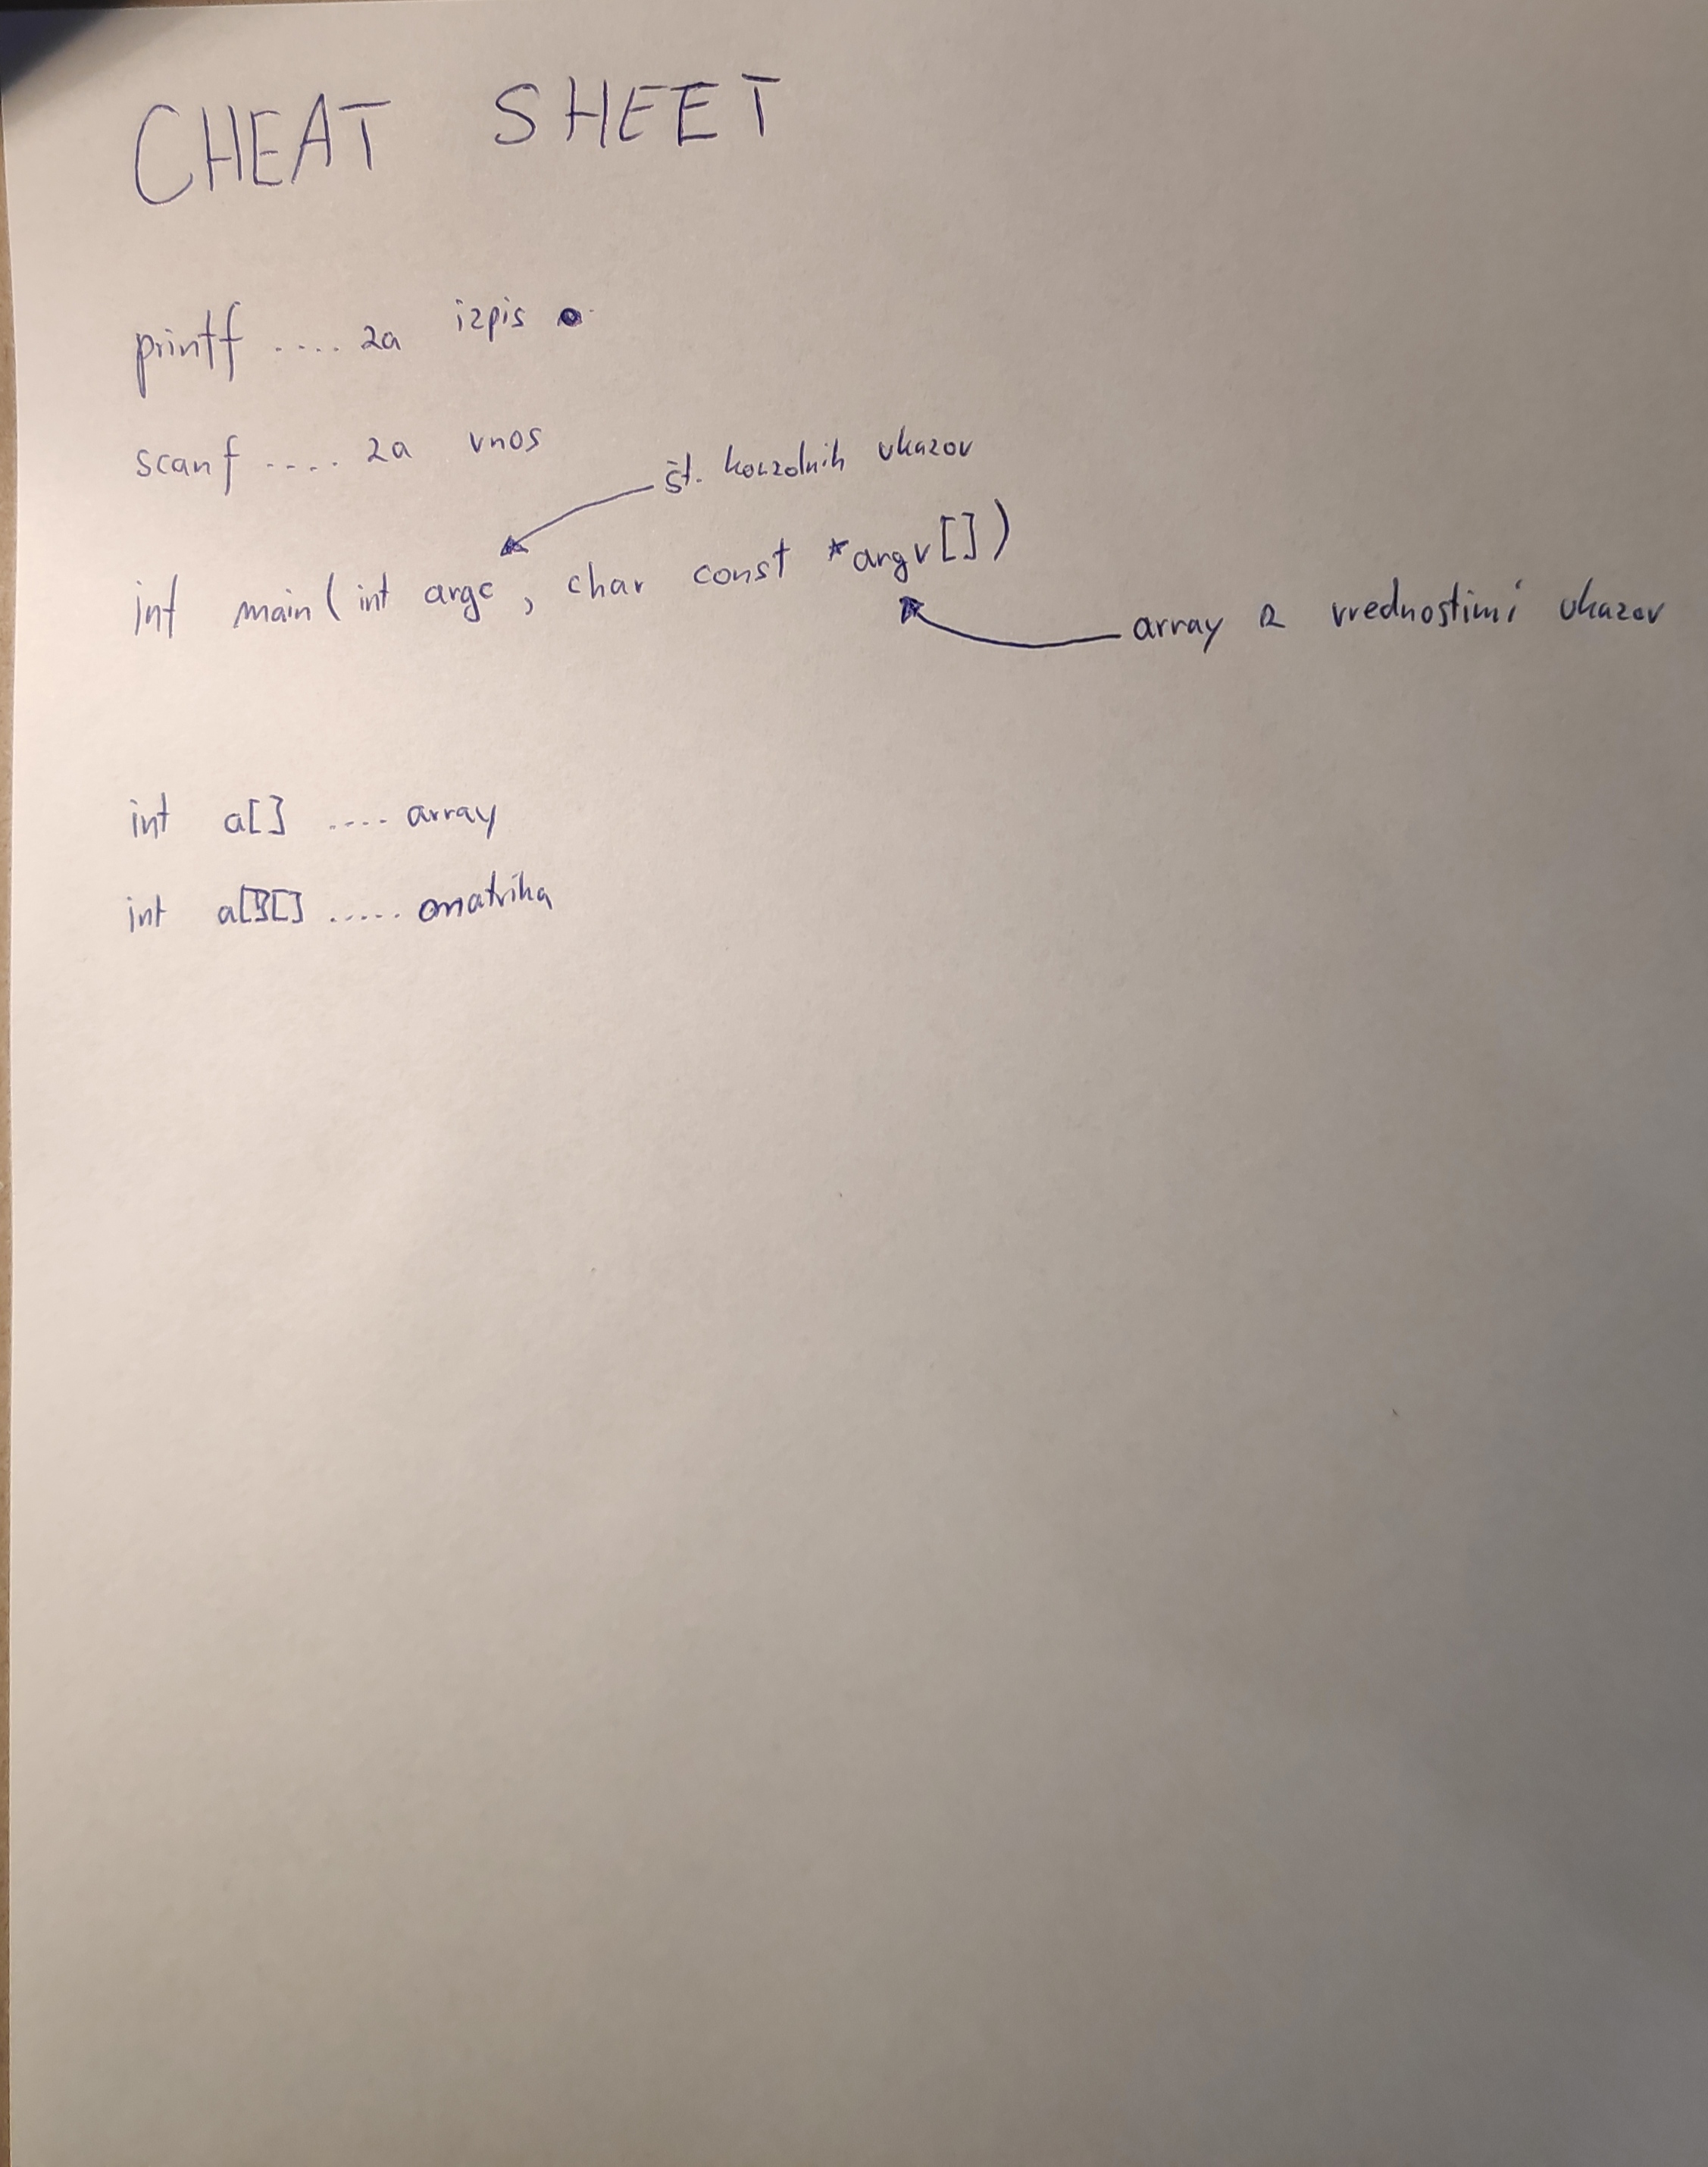 CHEAT SHEET
printf .... za izpis
scanf .... za vnos
št. konzolnih ukazov
int main(int argc, char const *argv[])
array z vrednostimi ukazov
int a[] .... array
int a[][] ..... matrika